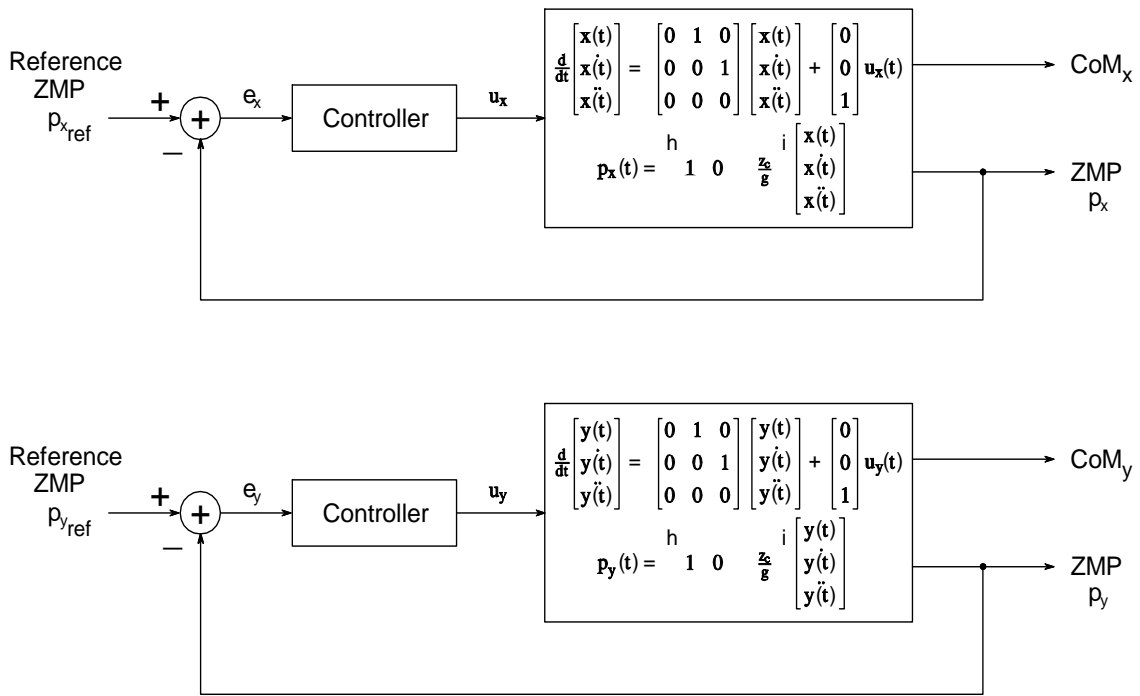 Reference
ZMP
p_x_ref
+
−
+
e_x
Controller
u_x
d/dt [x(t) ẋ(t) ẍ(t)] = [0 1 0; 0 0 1; 0 0 0] [x(t) ẋ(t) ẍ(t)] + [0 0 1] u_x(t)
p_x(t) = h 1 0 z_c/g i [x(t) ẋ(t) ẍ(t)]
CoM_x
ZMP
p_x
Reference
ZMP
p_y_ref
+
−
+
e_y
Controller
u_y
d/dt [y(t) ẏ(t) ÿ(t)] = [0 1 0; 0 0 1; 0 0 0] [y(t) ẏ(t) ÿ(t)] + [0 0 1] u_y(t)
p_y(t) = h 1 0 z_c/g i [y(t) ẏ(t) ÿ(t)]
CoM_y
ZMP
p_y